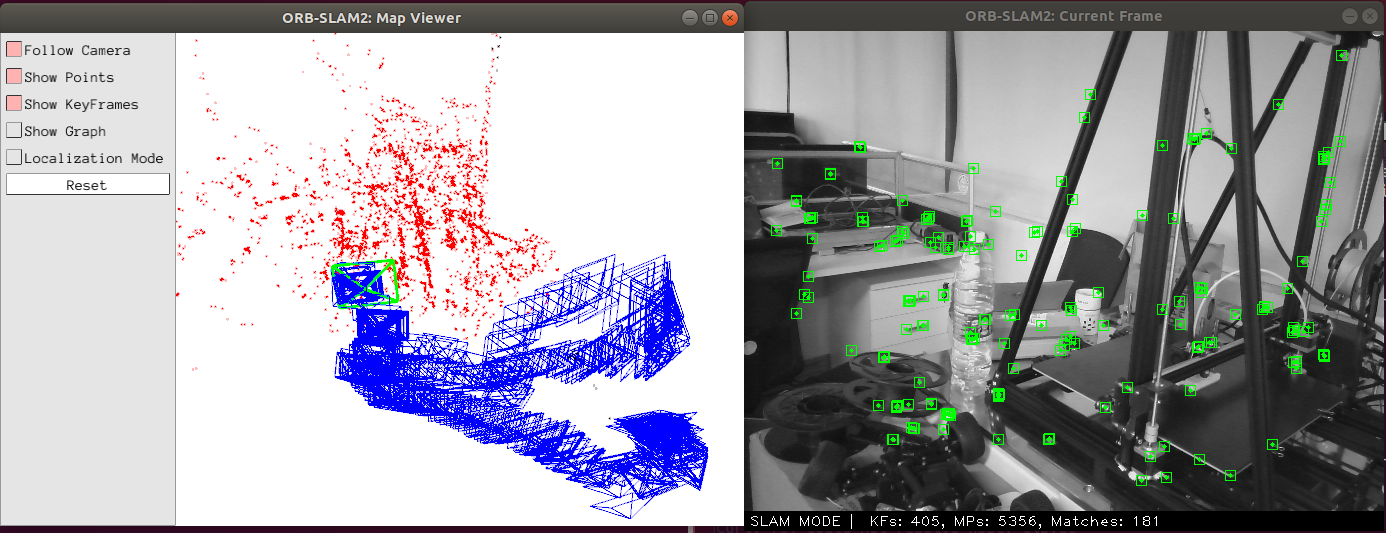 ORB-SLAM2: Map Viewer
ORB-SLAM2: Current Frame
Follow Camera
Show Points
Show KeyFrames
Show Graph
Localization Mode
Reset
SLAM MODE | KFs: 405, MPs: 5356, Matches: 181